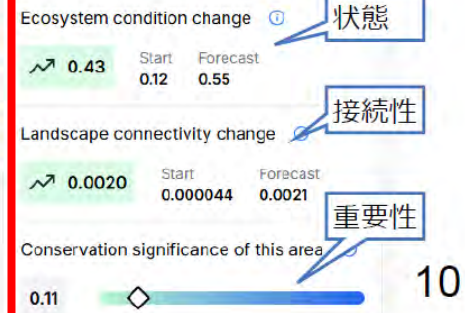 Ecosystem condition change
状態
0.43
Start
Forecast
0.12
0.55
接続性
Landscape connectivity change
0.0020
Start
Forecast
0.000044
0.0021
重要性
Conservation significance of this area
10
0.11